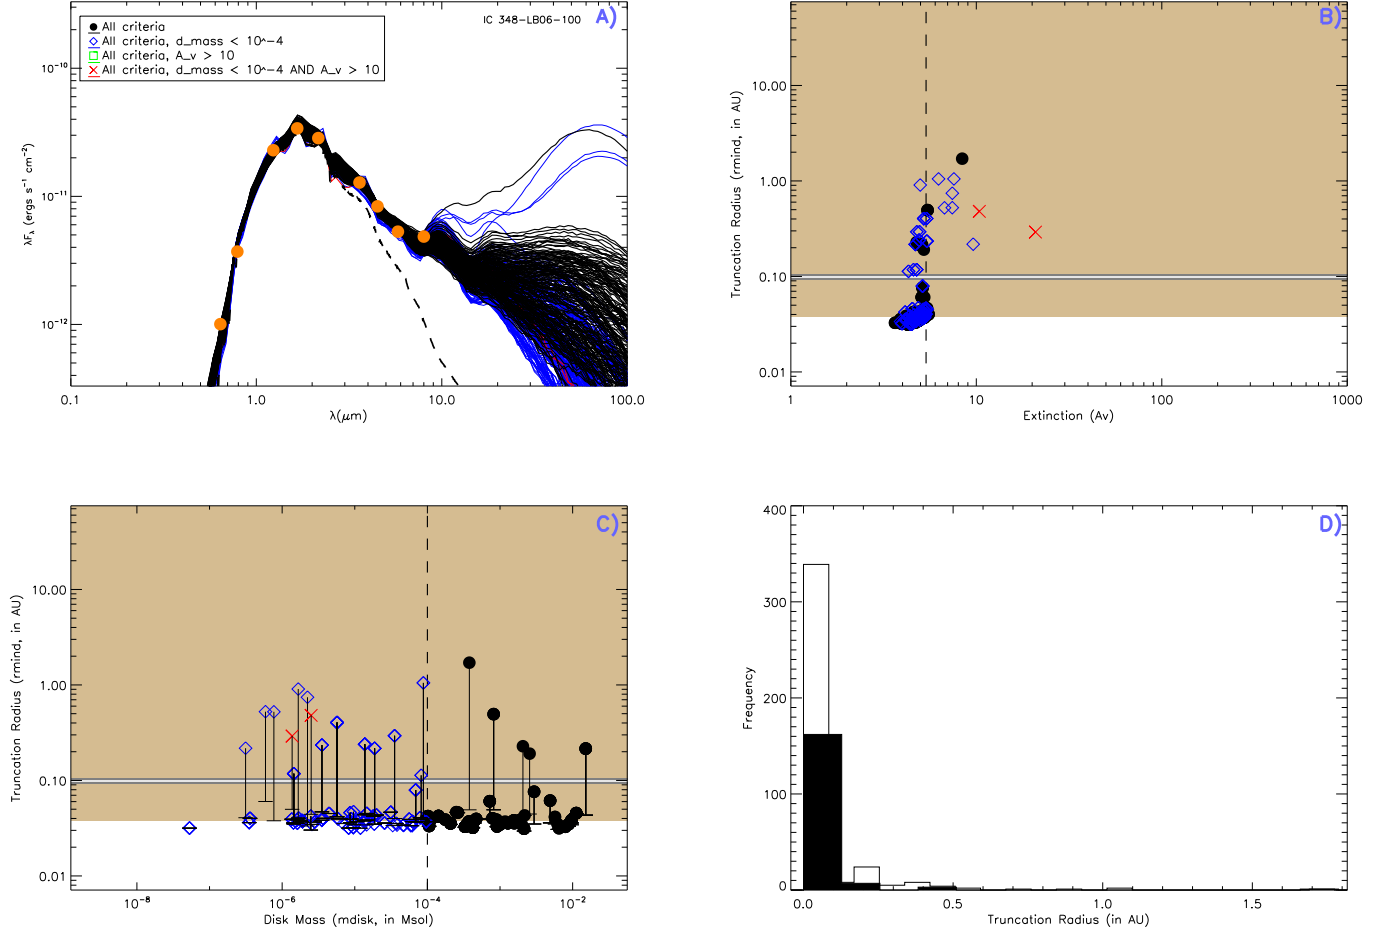 IC 348-LB06-100
A)
All criteria
All criteria, d_mass < 10^-4
All criteria, A_v > 10
All criteria, d_mass < 10^-4 AND A_v > 10
λFλ (ergs s⁻¹ cm⁻²)
10⁻¹⁰
10⁻¹¹
10⁻¹²
0.1 1.0 10.0 100.0
λ(μm)
B)
Truncation Radius (rmind, in AU)
10.00
1.00
0.10
0.01
1 10 100 1000
Extinction (Av)
C)
Truncation Radius (rmind, in AU)
10.00
1.00
0.10
0.01
10⁻⁸ 10⁻⁶ 10⁻⁴ 10⁻²
Disk Mass (mdisk, in Msol)
D)
Frequency
400
300
200
100
0
0.0 0.5 1.0 1.5
Truncation Radius (in AU)